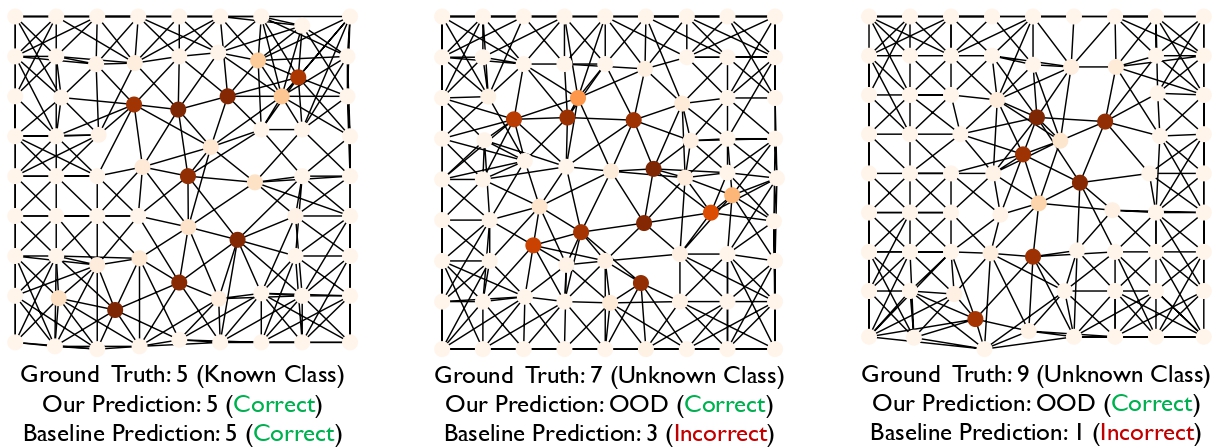 Ground Truth: 5 (Known Class)
Our Prediction: 5 (Correct)
Baseline Prediction: 5 (Correct)
Ground Truth: 7 (Unknown Class)
Our Prediction: OOD (Correct)
Baseline Prediction: 3 (Incorrect)
Ground Truth: 9 (Unknown Class)
Our Prediction: OOD (Correct)
Baseline Prediction: 1 (Incorrect)